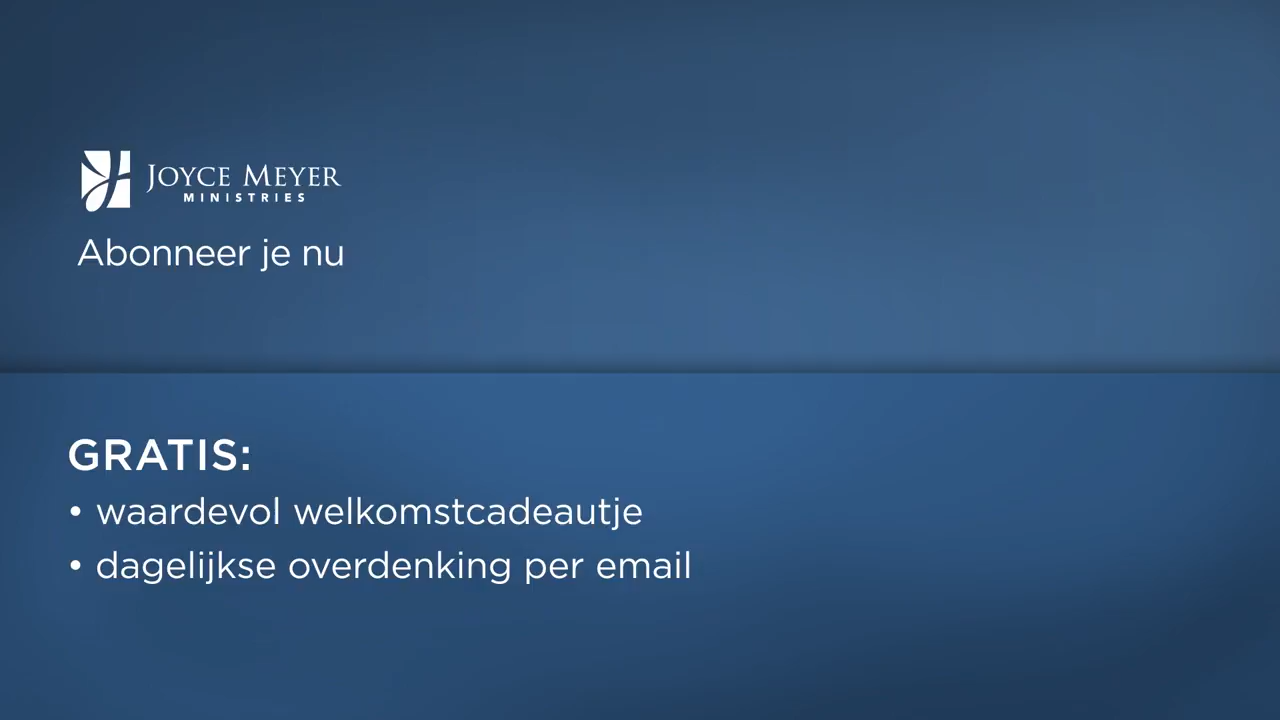 JOYCE MEYER
MINISTRIES
Abonneer je nu
GRATIS:
• waardevol welkomstcadeautje
• dagelijkse overdenking per email